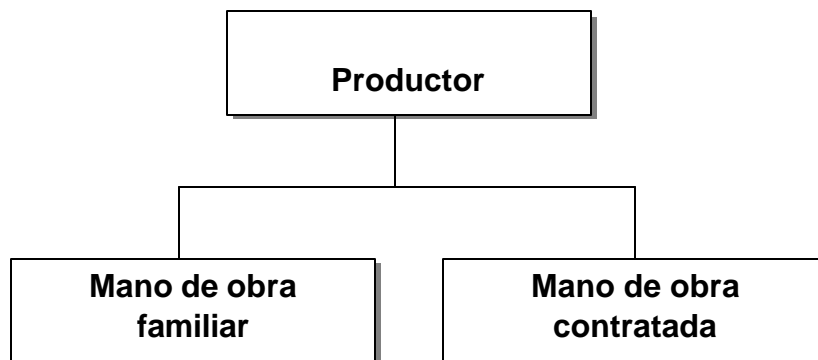 Productor
Mano de obra
familiar
Mano de obra
contratada